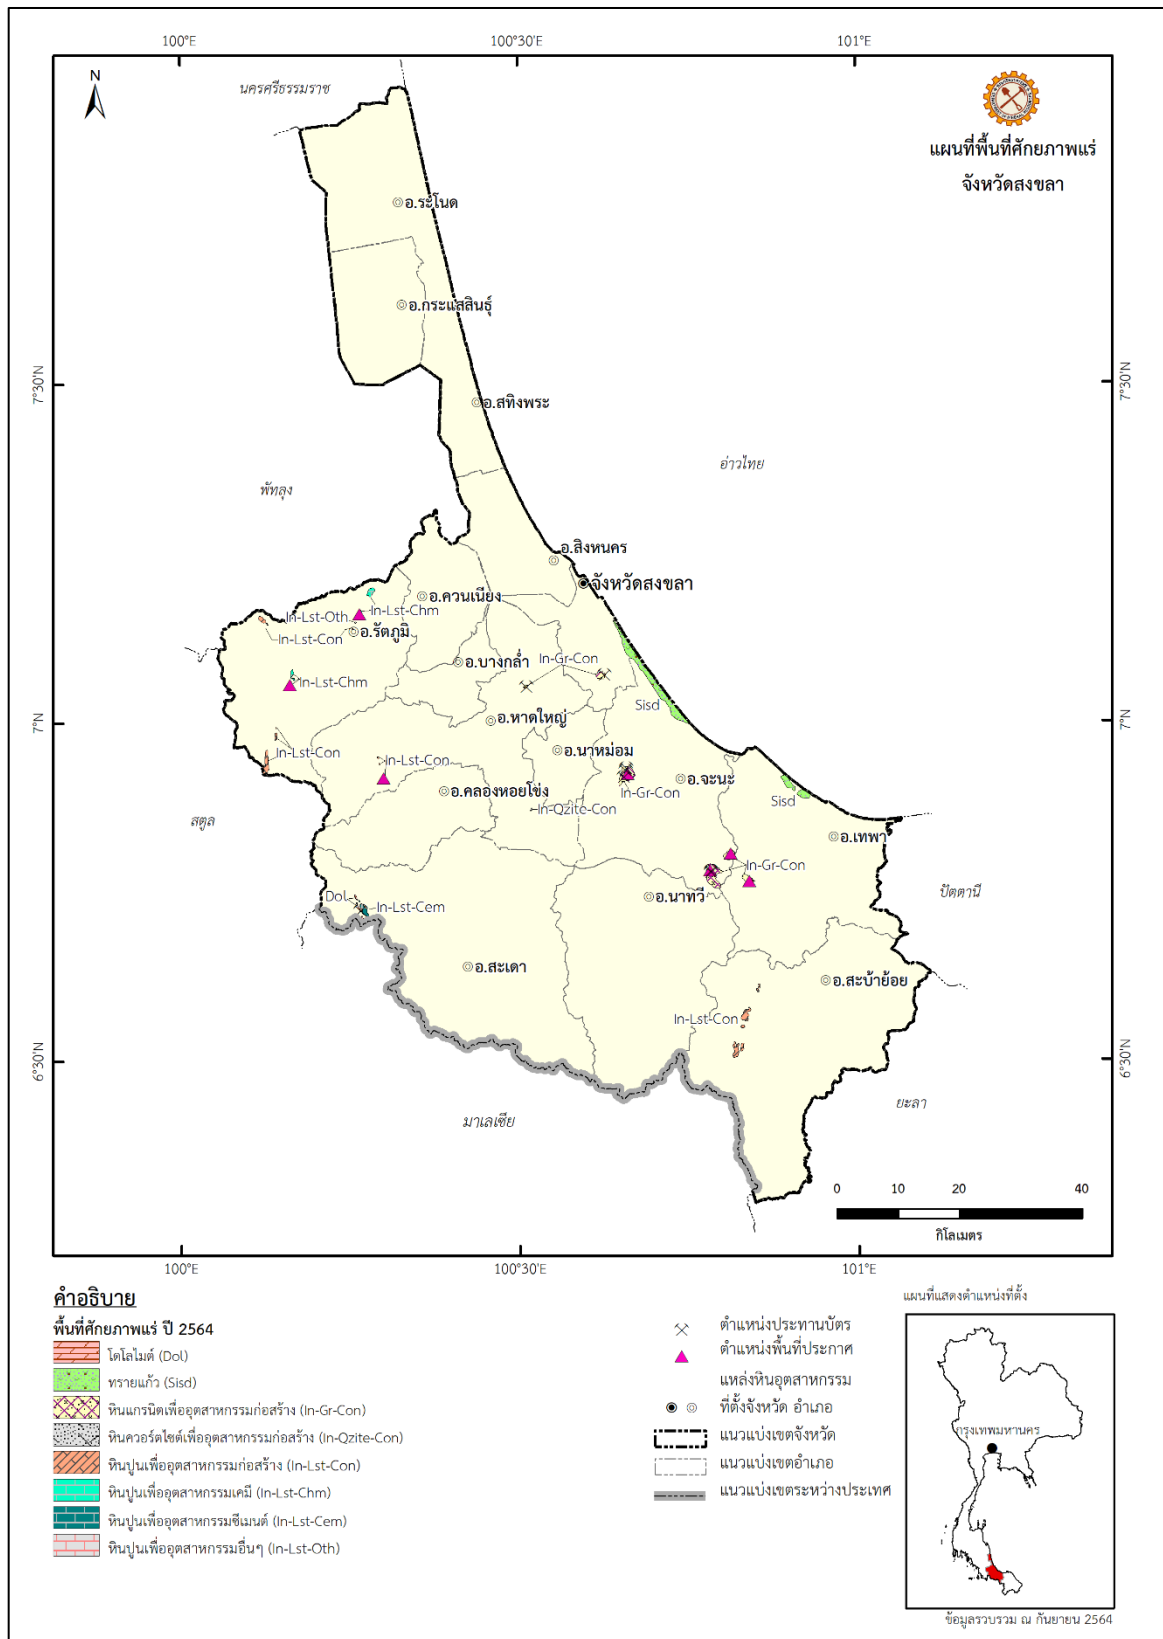 100°E
100°30'E
101°E
N
นครศรีธรรมราช
แผนที่พื้นที่ศักยภาพแร่
จังหวัดสงขลา
อ.ระโนด
อ.กระแสสินธุ์
7°30'N
7°30'N
อ.สทิงพระ
อ่าวไทย
พัทลุง
อ.สิงหนคร
จังหวัดสงขลา
อ.ควนเนียง
In-Lst-Oth
In-Lst-Chm
อ.รัตภูมิ
In-Lst-Con
อ.บางกล่ำ
In-Gr-Con
In-Lst-Chm
Sisd
อ.หาดใหญ่
7°N
7°N
อ.นาหม่อม
In-Lst-Con
In-Lst-Con
อ.จะนะ
อ.คลองหอยโข่ง
In-Gr-Con
Sisd
In-Qzite-Con
สตูล
อ.เทพา
In-Gr-Con
ปัตตานี
Dol
In-Lst-Cem
อ.นาทวี
อ.สะเดา
อ.สะบ้าย้อย
In-Lst-Con
6°30'N
6°30'N
ยะลา
มาเลเซีย
0 10 20 40
กิโลเมตร
100°E
100°30'E
101°E
คำอธิบาย
พื้นที่ศักยภาพแร่ ปี 2564
โดโลไมต์ (Dol)
ทรายแก้ว (Sisd)
หินแกรนิตเพื่ออุตสาหกรรมก่อสร้าง (In-Gr-Con)
หินควอร์ตไซต์เพื่ออุตสาหกรรมก่อสร้าง (In-Qzite-Con)
หินปูนเพื่ออุตสาหกรรมก่อสร้าง (In-Lst-Con)
หินปูนเพื่ออุตสาหกรรมเคมี (In-Lst-Chm)
หินปูนเพื่ออุตสาหกรรมซีเมนต์ (In-Lst-Cem)
หินปูนเพื่ออุตสาหกรรมอื่นๆ (In-Lst-Oth)
ตำแหน่งประทานบัตร
ตำแหน่งพื้นที่ประกาศ
แหล่งหินอุตสาหกรรม
ที่ตั้งจังหวัด อำเภอ
แนวแบ่งเขตจังหวัด
แนวแบ่งเขตอำเภอ
แนวแบ่งเขตระหว่างประเทศ
แผนที่แสดงตำแหน่งที่ตั้ง
กรุงเทพมหานคร
ข้อมูลรวบรวม ณ กันยายน 2564